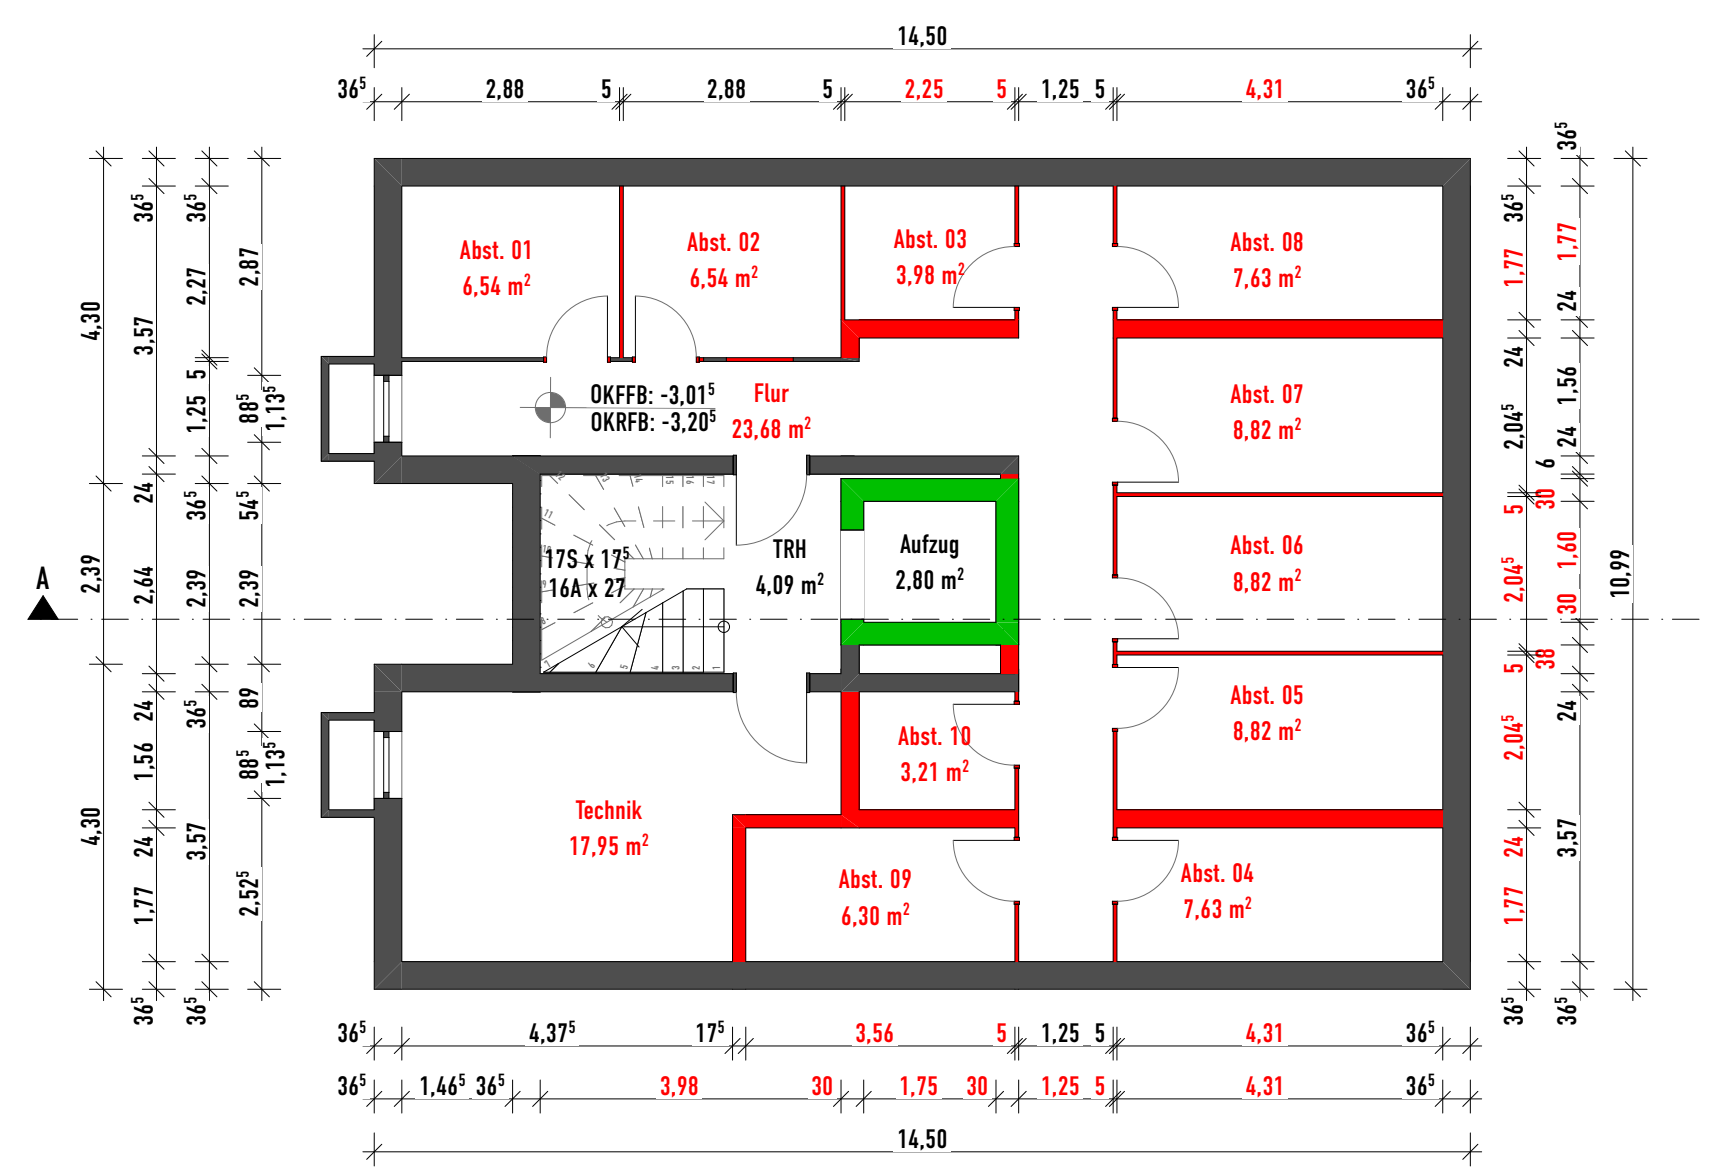 14,50
36⁵ 2,88 5 2,88 5 2,25 5 1,25 5 4,31 36⁵
Abst. 01
6,54 m²
Abst. 02
6,54 m²
Abst. 03
3,98 m²
Abst. 08
7,63 m²
OKFFB: -3,01⁵
OKRFB: -3,20⁵
Flur
23,68 m²
Abst. 07
8,82 m²
17S x 17⁵
16A x 27
TRH
4,09 m²
Aufzug
2,80 m²
Abst. 06
8,82 m²
A
Abst. 05
8,82 m²
Abst. 10
3,21 m²
Technik
17,95 m²
Abst. 09
6,30 m²
Abst. 04
7,63 m²
4,30
2,39
4,30
36⁵
3,57
24
2,64
24
1,56
24
1,77
36⁵
36⁵
2,27
5
1,25
36⁵
2,39
36⁵
3,57
36⁵
2,87
88⁵
1,13⁵
54⁵
2,39
89
88⁵
1,13⁵
2,52⁵
36⁵
1,77
24
2,04⁵
5
2,04⁵
5
2,04⁵
24
1,77
36⁵
6
30
38
36⁵
1,77
24
1,56
24
1,60
30
24
3,57
36⁵
10,99
36⁵ 4,37⁵ 17⁵ 3,56 5 1,25 5 4,31 36⁵
36⁵ 1,46⁵ 36⁵ 3,98 30 1,75 30 1,25 5 4,31 36⁵
14,50